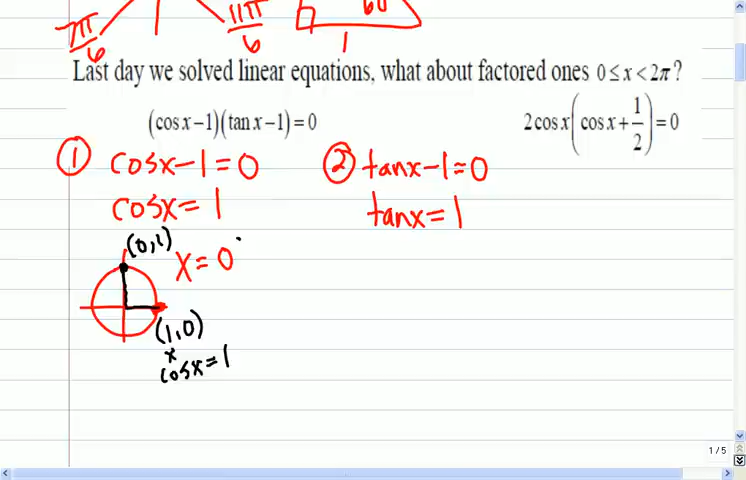 7π/6
11π/6
60
1
Last day we solved linear equations, what about factored ones 0 ≤ x < 2π?
(cos x − 1)(tan x − 1) = 0
2cos x (cos x + 1/2) = 0
① cosx − 1 = 0
cosx = 1
② tanx − 1 = 0
tanx = 1
(0,1)
x = 0
(1,0)
x
cosx = 1
1 / 5